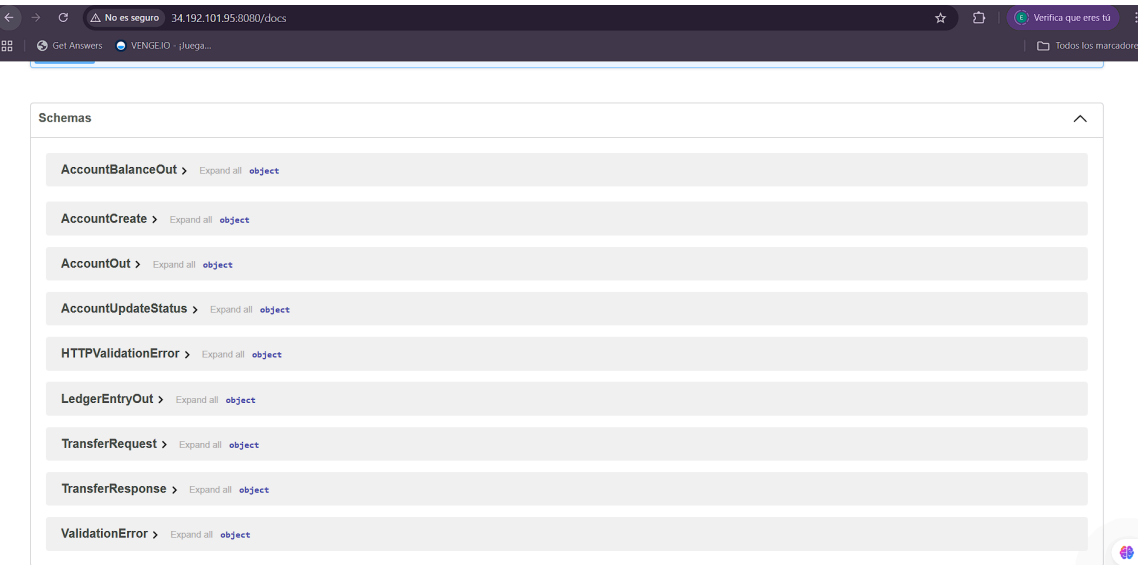 No es seguro 34.192.101.95:8080/docs E Verifica que eres tú
Get Answers VENGE.IO - ¡Juega... Todos los marcadore
Schemas
AccountBalanceOut Expand all object
AccountCreate Expand all object
AccountOut Expand all object
AccountUpdateStatus Expand all object
HTTPValidationError Expand all object
LedgerEntryOut Expand all object
TransferRequest Expand all object
TransferResponse Expand all object
ValidationError Expand all object